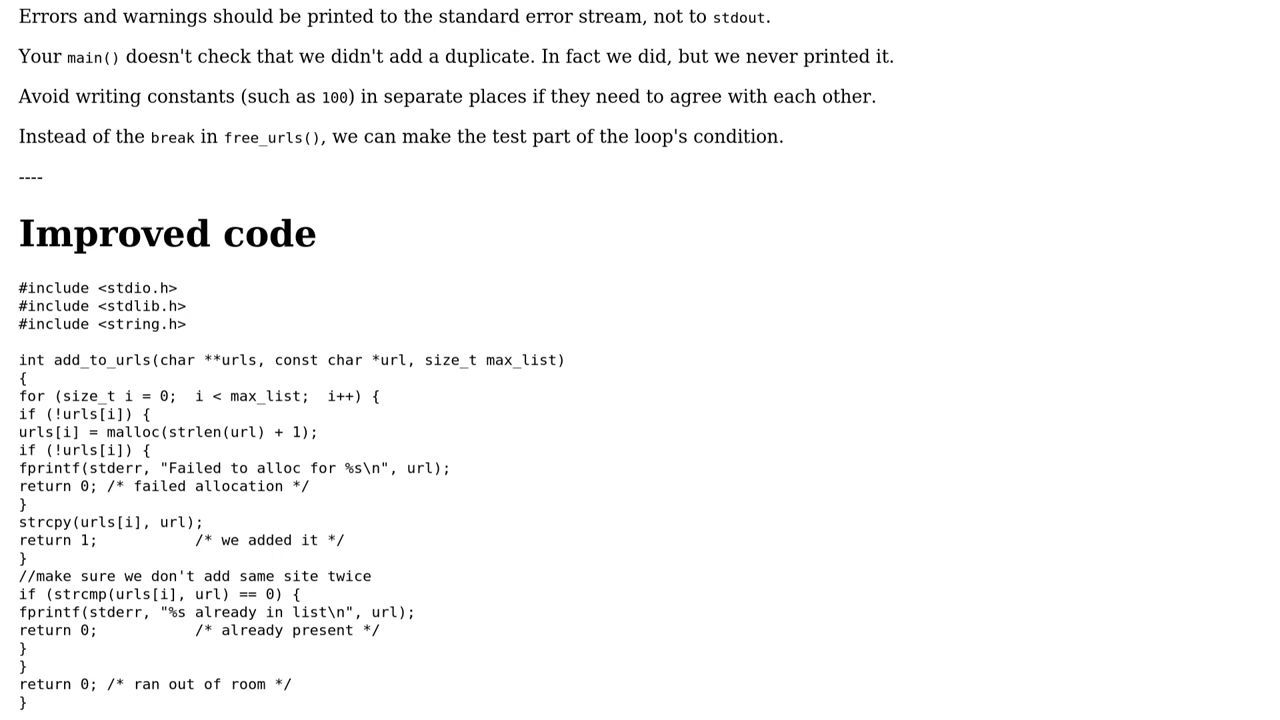 Errors and warnings should be printed to the standard error stream, not to stdout.
Your main() doesn't check that we didn't add a duplicate. In fact we did, but we never printed it.
Avoid writing constants (such as 100) in separate places if they need to agree with each other.
Instead of the break in free_urls(), we can make the test part of the loop's condition.
----
Improved code
#include <stdio.h>
#include <stdlib.h>
#include <string.h>
int add_to_urls(char **urls, const char *url, size_t max_list)
{
for (size_t i = 0;  i < max_list;  i++) {
if (!urls[i]) {
urls[i] = malloc(strlen(url) + 1);
if (!urls[i]) {
fprintf(stderr, "Failed to alloc for %s\n", url);
return 0; /* failed allocation */
}
strcpy(urls[i], url);
return 1;           /* we added it */
}
//make sure we don't add same site twice
if (strcmp(urls[i], url) == 0) {
fprintf(stderr, "%s already in list\n", url);
return 0;           /* already present */
}
}
return 0; /* ran out of room */
}